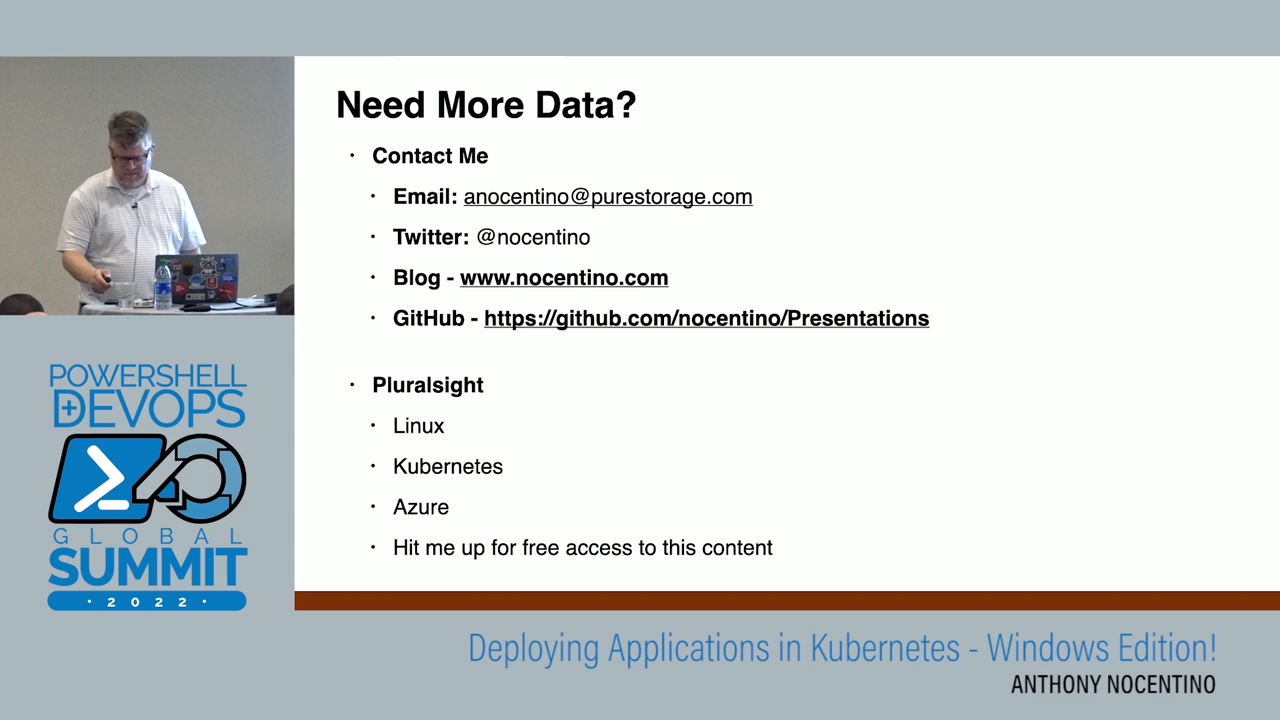 Need More Data?
• Contact Me
• Email: anocentino@purestorage.com
• Twitter: @nocentino
• Blog - www.nocentino.com
• GitHub - https://github.com/nocentino/Presentations
• Pluralsight
• Linux
• Kubernetes
• Azure
• Hit me up for free access to this content
POWERSHELL
+ DEVOPS
GLOBAL
SUMMIT
· 2022 ·
Deploying Applications in Kubernetes - Windows Edition!
ANTHONY NOCENTINO